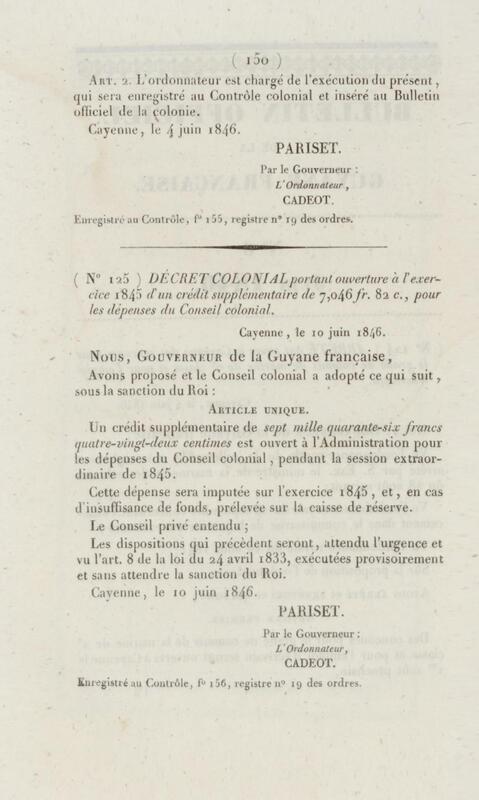 ( 150 )
ART. 2. L'ordonnateur est chargé de l'exécution du présent,
qui sera enregistré au Contrôle colonial et inséré au Bulletin
officiel de la colonie.
Cayenne, le 4 juin 1846.
PARISET.
Par le Gouverneur :
L'Ordonnateur,
CADEOT.
Enregistré au Contrôle, fº 155, registre nº 19 des ordres.
( Nº 125 ) DÉCRET COLONIAL portant ouverture à l'exer-
cice 1845 d'un crédit supplémentaire de 7,046 fr. 82 c., pour
les dépenses du Conseil colonial.
Cayenne, le 10 juin 1846.
NOUS, GOUVERNEUR de la Guyane française,
Avons proposé et le Conseil colonial a adopté ce qui suit,
sous la sanction du Roi :
ARTICLE UNIQUE.
Un crédit supplémentaire de sept mille quarante-six francs
quatre-vingt-deux centimes est ouvert à l'Administration pour
les dépenses du Conseil colonial, pendant la session extraor-
dinaire de 1845.
Cette dépense sera imputée sur l'exercice 1845, et, en cas
d'insuffisance de fonds, prélevée sur la caisse de réserve.
Le Conseil privé entendu ;
Les dispositions qui précèdent seront, attendu l'urgence et
vu l'art. 8 de la loi du 24 avril 1833, exécutées provisoirement
et sans attendre la sanction du Roi.
Cayenne, le 10 juin 1846.
PARISET.
Par le Gouverneur :
L'Ordonnateur,
CADEOT.
Enregistré au Contrôle, fº 156, registre nº 19 des ordres.